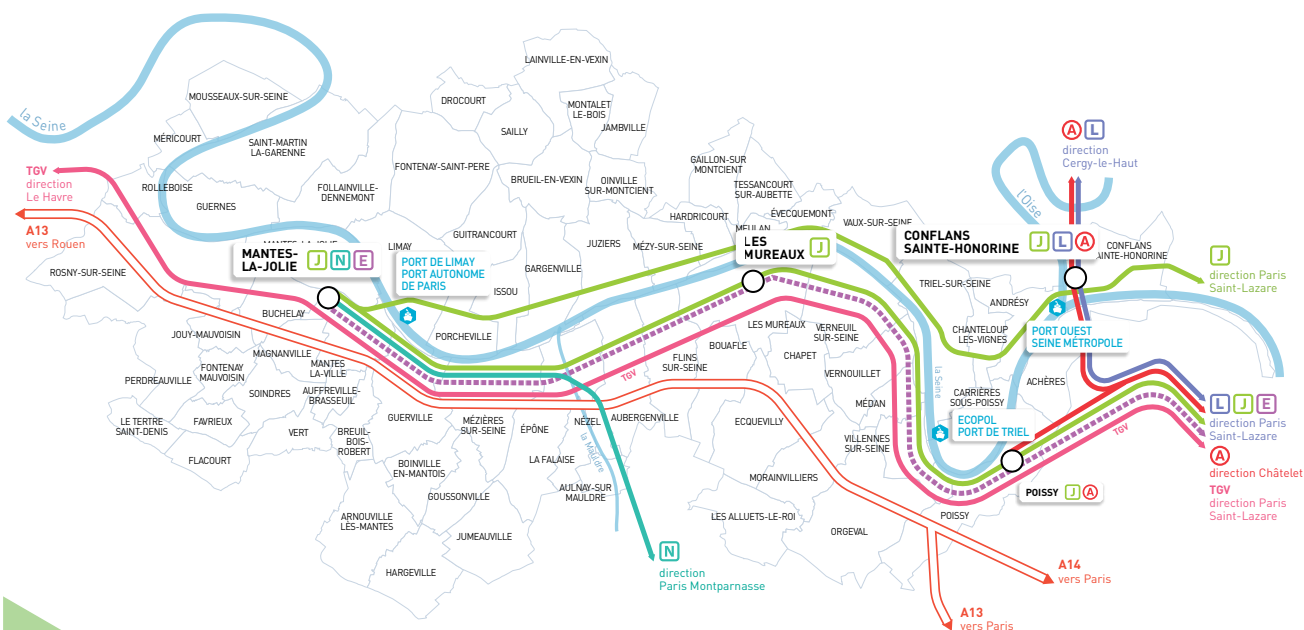 LAINVILLE-EN-VEXIN
MOUSSEAUX-SUR-SEINE
DROCOURT
MONTALET
LE-BOIS
la Seine
MÉRICOURT
SAINT-MARTIN
LA-GARENNE
SAILLY
JAMBVILLE
A L
direction
Cergy-le-Haut
TGV
direction
Le Havre
ROLLEBOISE
GUERNES
FOLLAINVILLE-
DENNEMONT
FONTENAY-SAINT-PERE
BRUEIL-EN-VEXIN
OINVILLE
SUR-MONTCIENT
GAILLON-SUR
MONTCIENT
TESSANCOURT
SUR-AUBETTE
l'Oise
A13
vers Rouen
HARDRICOURT
ÉVECQUEMONT
VAUX-SUR-SEINE
MEULAN
MANTES-LA-JOLIE
MANTES-
LA-JOLIE
J N E
LIMAY
GUITRANCOURT
JUZIERS
MÉZY-SUR-SEINE
LES
MUREAUX
J
CONFLANS
SAINTE-HONORINE
J L A
CONFLANS
SAINTE-HONORINE
J
direction Paris
Saint-Lazare
ROSNY-SUR-SEINE
PORT DE LIMAY
PORT AUTONOME
DE PARIS
GARGENVILLE
ISSOU
TRIEL-SUR-SEINE
ANDRÉSY
BUCHELAY
PORCHEVILLE
LES MUREAUX
VERNEUIL
SUR-SEINE
CHANTELOUP
LES-VIGNES
PORT OUEST
SEINE MÉTROPOLE
JOUY-MAUVOISIN
MAGNANVILLE
MANTES
LA-VILLE
BOUAFLE
FLINS
SUR-SEINE
CHAPET
TGV
VERNOUILLET
la Seine
ACHÈRES
PERDREAUVILLE
FONTENAY
MAUVOISIN
SOINDRES
AUFFREVILLE-
BRASSEUIL
CARRIÈRES
SOUS-POISSY
MÉDAN
LE TERTRE
SAINT-DENIS
FAVRIEUX
VERT
GUERVILLE
MÉZIÈRES
SUR-SEINE
ÉPÔNE
NÉZEL
AUBERGENVILLE
ECQUEVILLY
ECOPOL
PORT DE TRIEL
TGV
L J E
direction Paris
Saint-Lazare
BREUIL-
BOIS-
ROBERT
VILLENNES
SUR-SEINE
la Mauldre
FLACOURT
BOINVILLE
EN-MANTOIS
LA FALAISE
A
direction Châtelet
MORAINVILLIERS
GOUSSONVILLE
AULNAY-SUR
MAULDRE
POISSY J A
TGV
direction Paris
Saint-Lazare
ARNOUVILLE
LÈS-MANTES
LES ALLUETS-LE-ROI
POISSY
JUMEAUVILLE
ORGEVAL
HARGEVILLE
N
direction
Paris Montparnasse
A14
vers Paris
A13
vers Paris